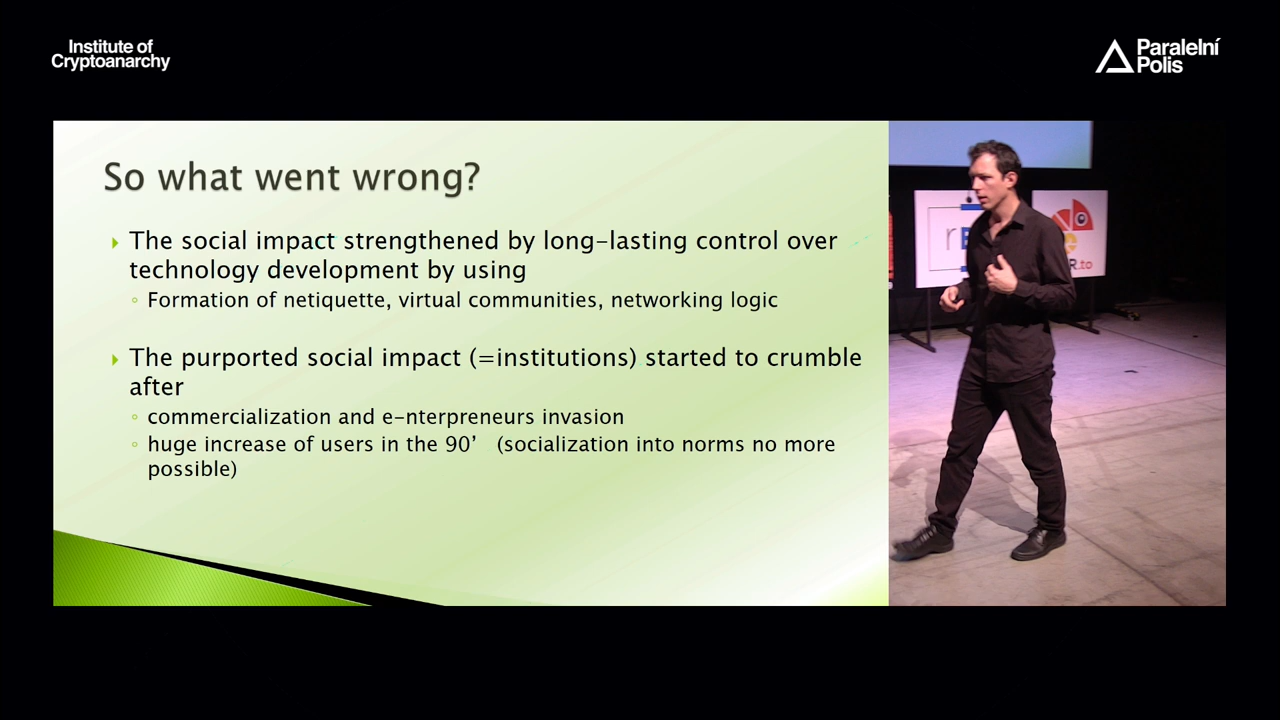 Institute of
Cryptoanarchy
Paralelní
Polis
So what went wrong?
The social impact strengthened by long-lasting control over
technology development by using
Formation of netiquette, virtual communities, networking logic
The purported social impact (=institutions) started to crumble
after
commercialization and e-nterpreneurs invasion
huge increase of users in the 90’ (socialization into norms no more
possible)
R.to